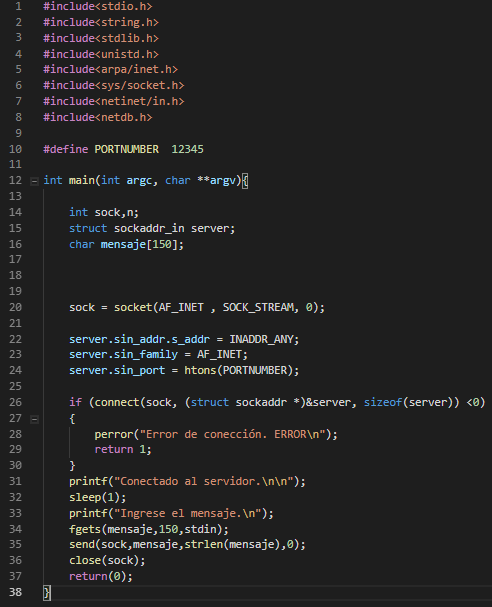 1 #include<stdio.h>
2 #include<string.h>
3 #include<stdlib.h>
4 #include<unistd.h>
5 #include<arpa/inet.h>
6 #include<sys/socket.h>
7 #include<netinet/in.h>
8 #include<netdb.h>
9
10 #define PORTNUMBER  12345
11
12 int main(int argc, char **argv){
13
14     int sock,n;
15     struct sockaddr_in server;
16     char mensaje[150];
17
18
19
20     sock = socket(AF_INET , SOCK_STREAM, 0);
21
22     server.sin_addr.s_addr = INADDR_ANY;
23     server.sin_family = AF_INET;
24     server.sin_port = htons(PORTNUMBER);
25
26     if (connect(sock, (struct sockaddr *)&server, sizeof(server)) <0)
27     {
28         perror("Error de conección. ERROR\n");
29         return 1;
30     }
31     printf("Conectado al servidor.\n\n");
32     sleep(1);
33     printf("Ingrese el mensaje.\n");
34     fgets(mensaje,150,stdin);
35     send(sock,mensaje,strlen(mensaje),0);
36     close(sock);
37     return(0);
38 }